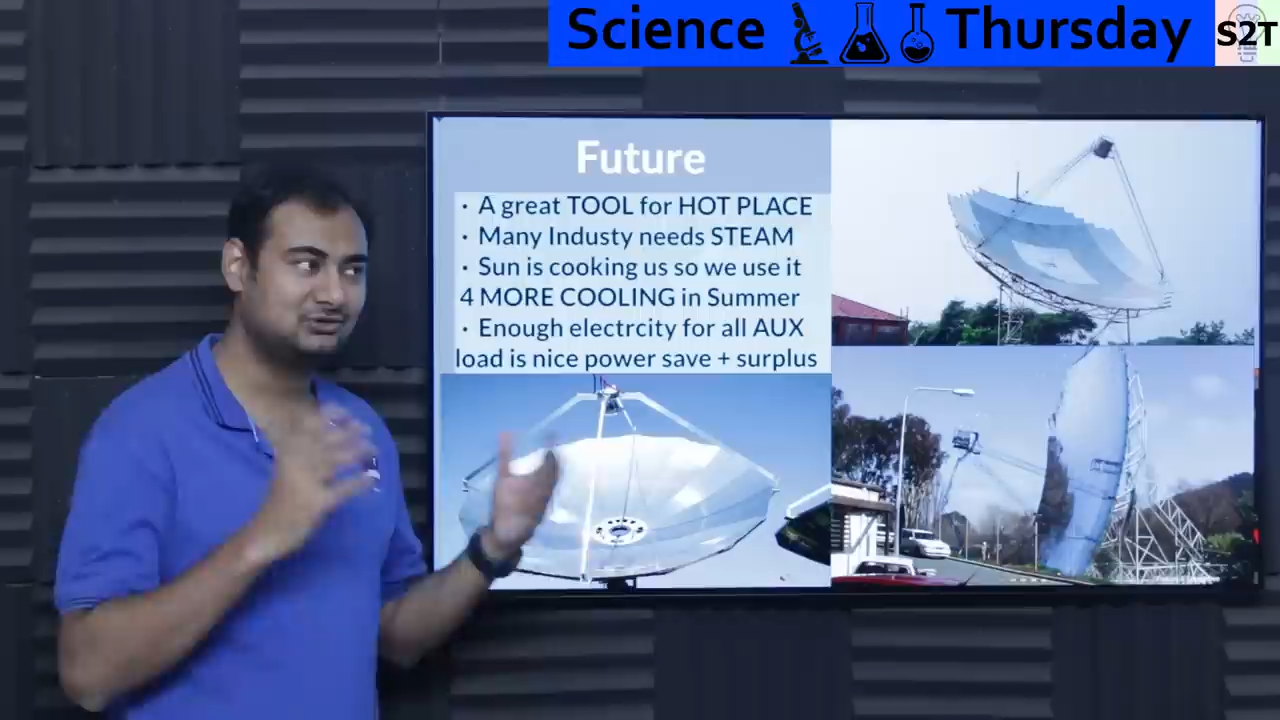 Science Thursday
S2T
Future
· A great TOOL for HOT PLACE
· Many Industy needs STEAM
· Sun is cooking us so we use it
4 MORE COOLING in Summer
· Enough electrcity for all AUX
load is nice power save + surplus